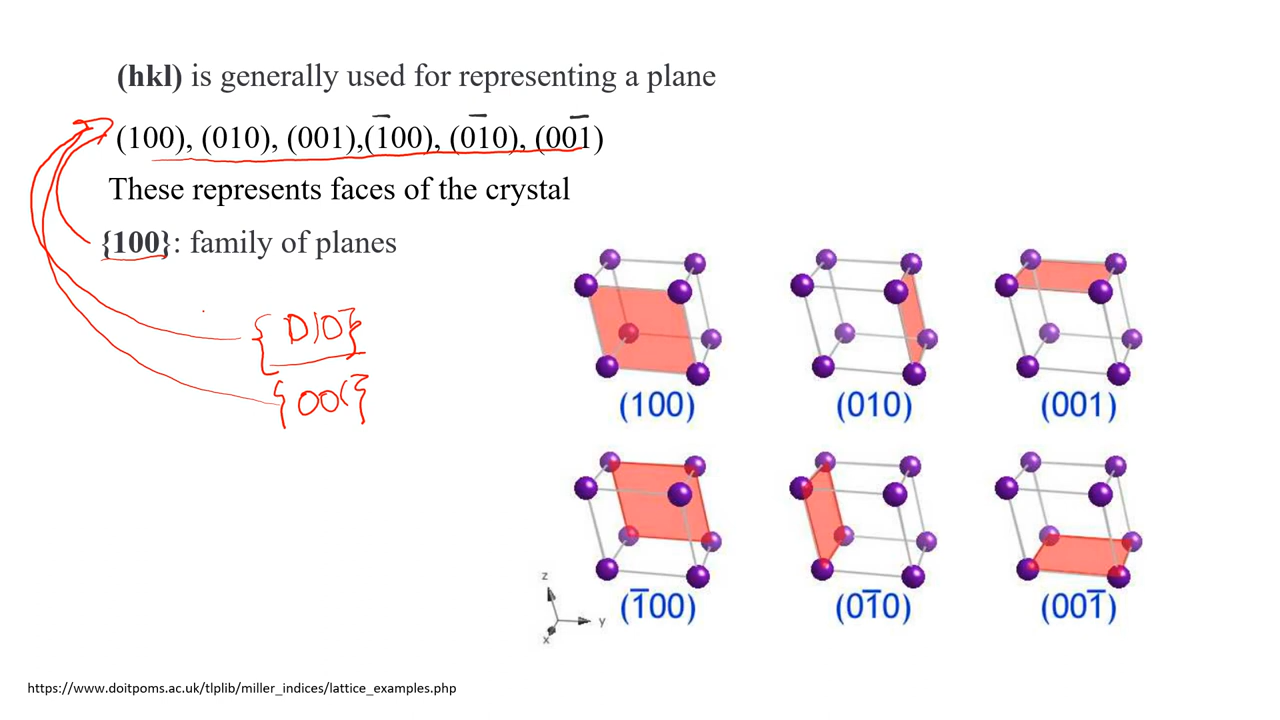 (hkl) is generally used for representing a plane
(100), (010), (001),(1̅00), (01̅0), (001̅)
These represents faces of the crystal
{100}: family of planes
{010}
{001}
(100) (010) (001)
(1̅00) (01̅0) (001̅)
z
y
x
https://www.doitpoms.ac.uk/tlplib/miller_indices/lattice_examples.php